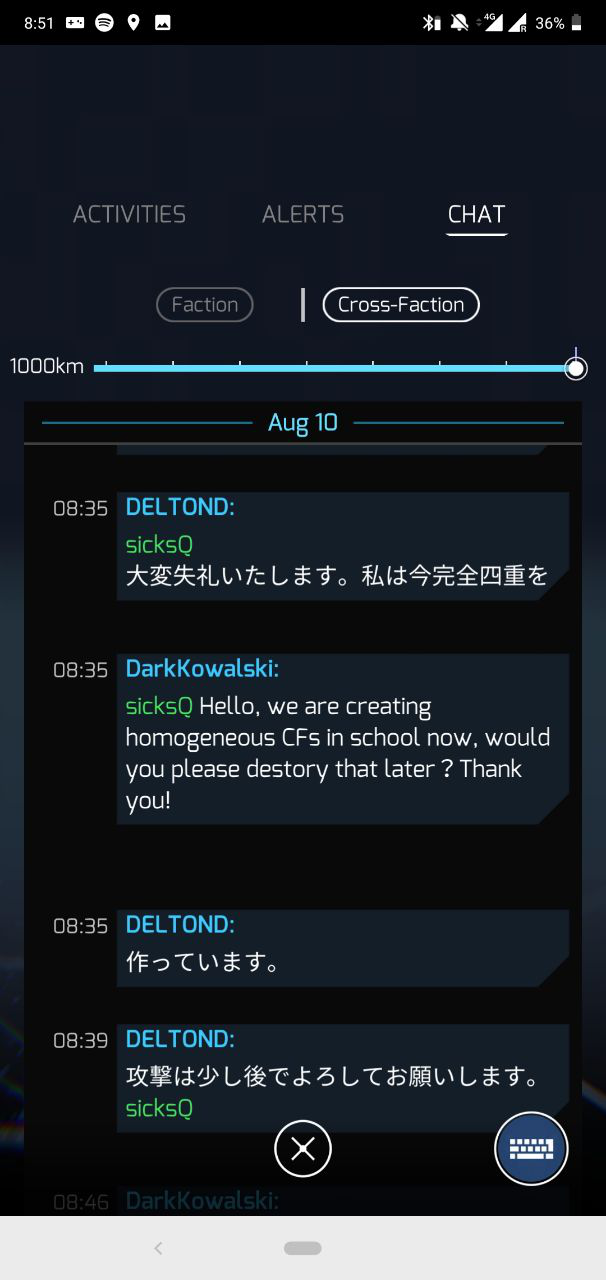 8:51
4G
R
36%
ACTIVITIES
ALERTS
CHAT
Faction
Cross-Faction
1000km
Aug 10
08:35
DELTOND:
sicksQ
大変失礼いたします。私は今完全四重を
08:35
DarkKowalski:
sicksQ Hello, we are creating
homogeneous CFs in school now, would
you please destory that later？Thank
you!
08:35
DELTOND:
作っています。
08:39
DELTOND:
攻撃は少し後でよろしてお願いします。
sicksQ
08:46
DarkKowalski: